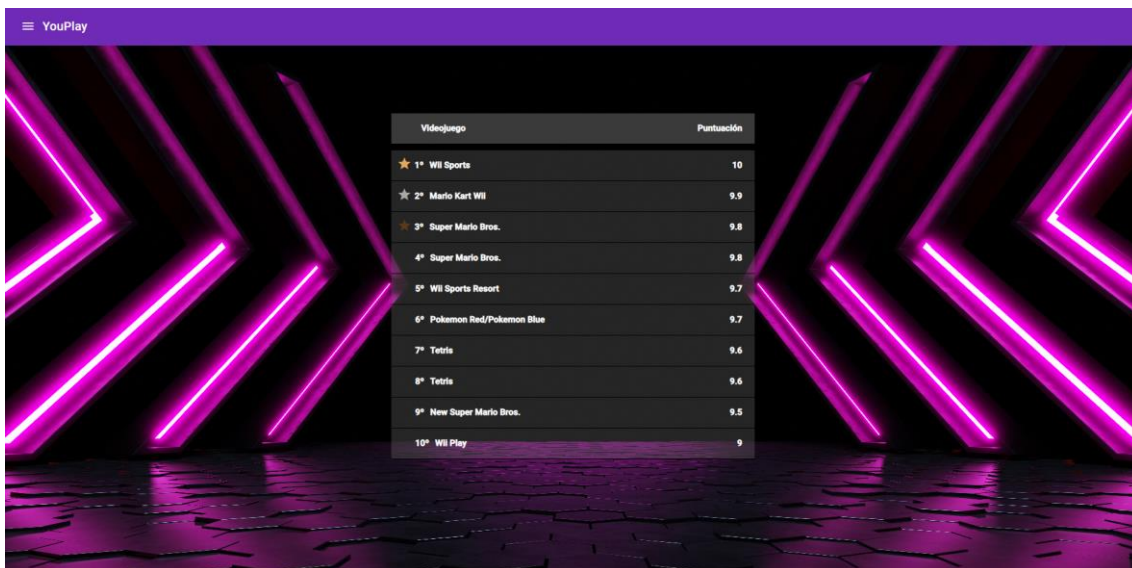 YouPlay
Videojuego Puntuación
1º Wii Sports 10
2º Mario Kart Wii 9.9
3º Super Mario Bros. 9.8
4º Super Mario Bros. 9.8
5º Wii Sports Resort 9.7
6º Pokemon Red/Pokemon Blue 9.7
7º Tetris 9.6
8º Tetris 9.6
9º New Super Mario Bros. 9.5
10º Wii Play 9